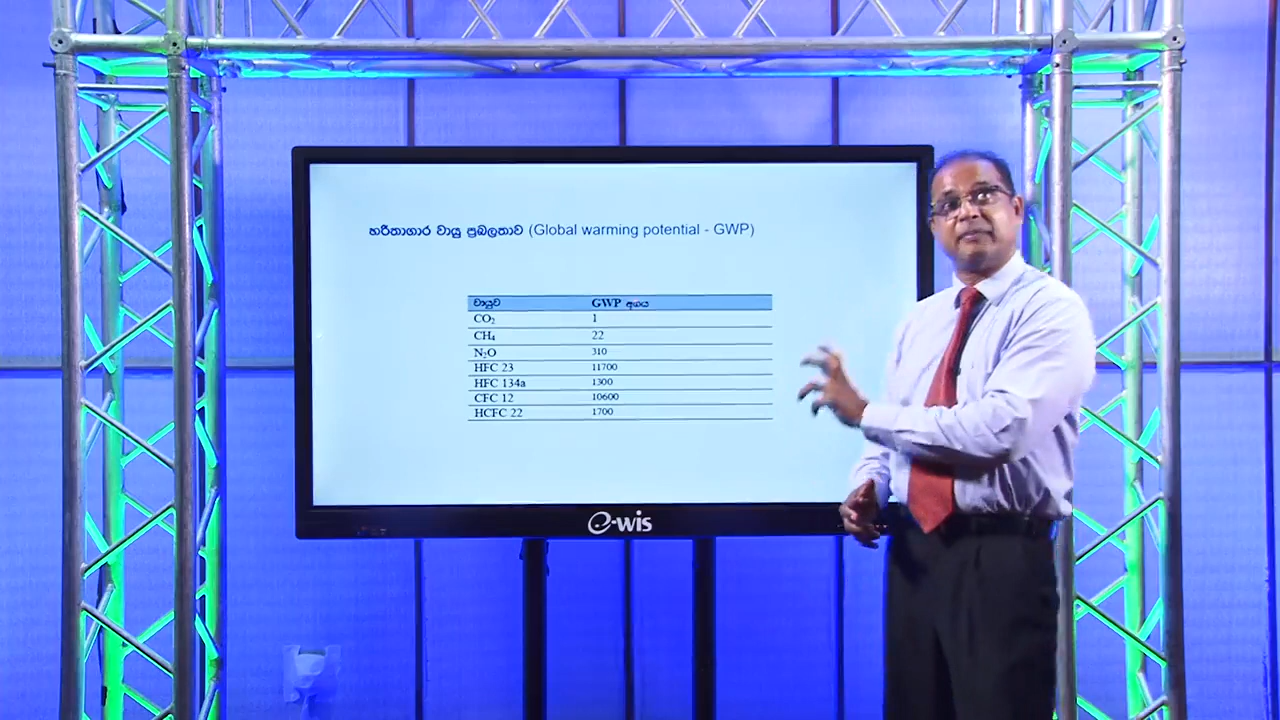 හරිතාගාර වායු ප්‍රබලතාව (Global warming potential - GWP)
වායුව GWP අගය
CO₂ 1
CH₄ 22
N₂O 310
HFC 23 11700
HFC 134a 1300
CFC 12 10600
HCFC 22 1700
e-wis